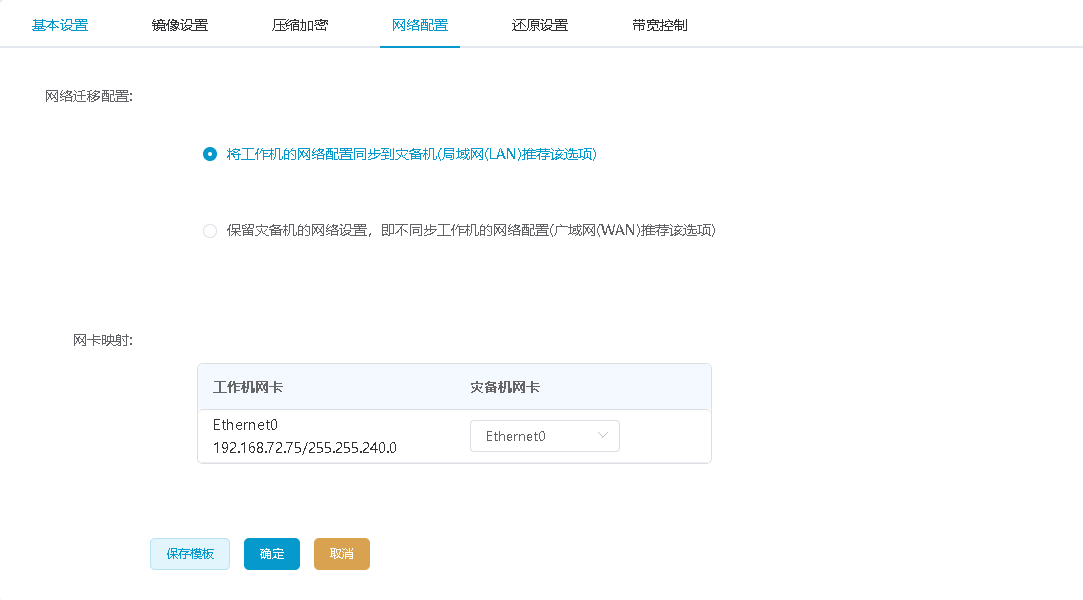 基本设置 镜像设置 压缩加密 网络配置 还原设置 带宽控制
网络迁移配置:
将工作机的网络配置同步到灾备机(局域网(LAN)推荐该选项)
保留灾备机的网络设置，即不同步工作机的网络配置(广域网(WAN)推荐该选项)
网卡映射:
工作机网卡 灾备机网卡
Ethernet0
192.168.72.75/255.255.240.0
Ethernet0
保存模板 确定 取消